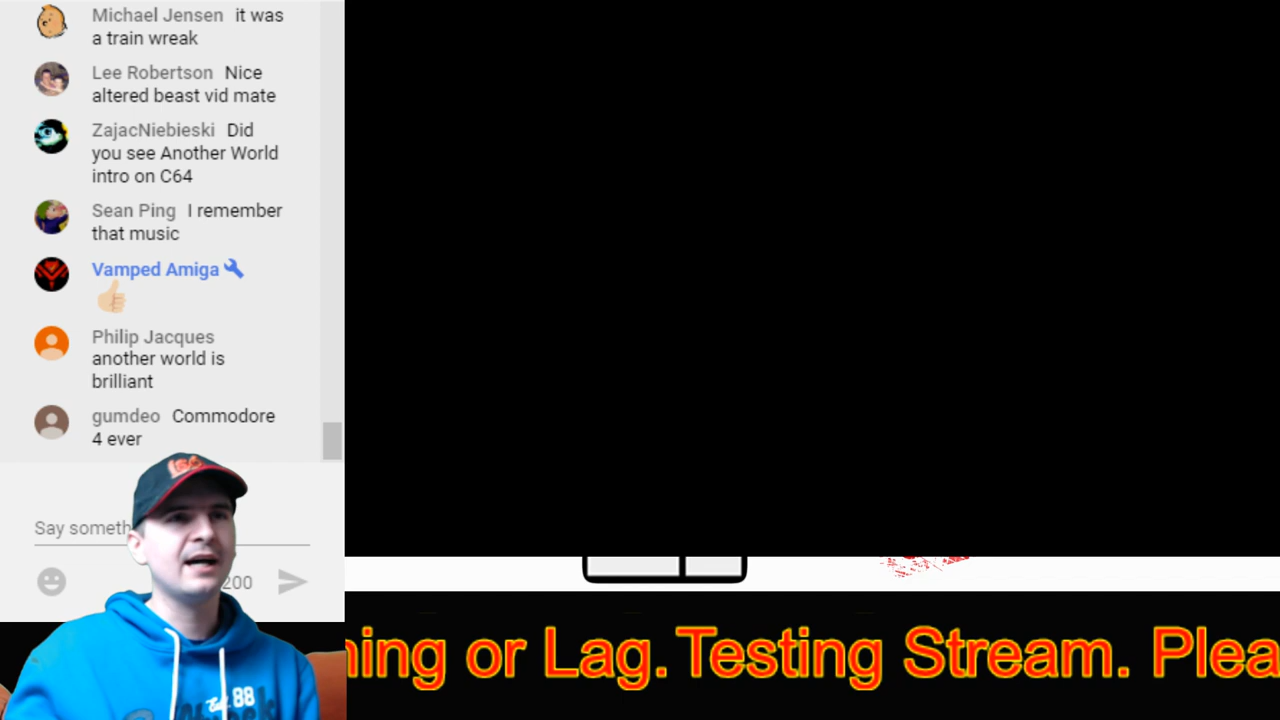 Michael Jensen it was
a train wreak
Lee Robertson Nice
altered beast vid mate
ZajacNiebieski Did
you see Another World
intro on C64
Sean Ping I remember
that music
Vamped Amiga
Philip Jacques
another world is
brilliant
gumdeo Commodore
4 ever
Say someth
200
88
ning or Lag. Testing Stream. Plea